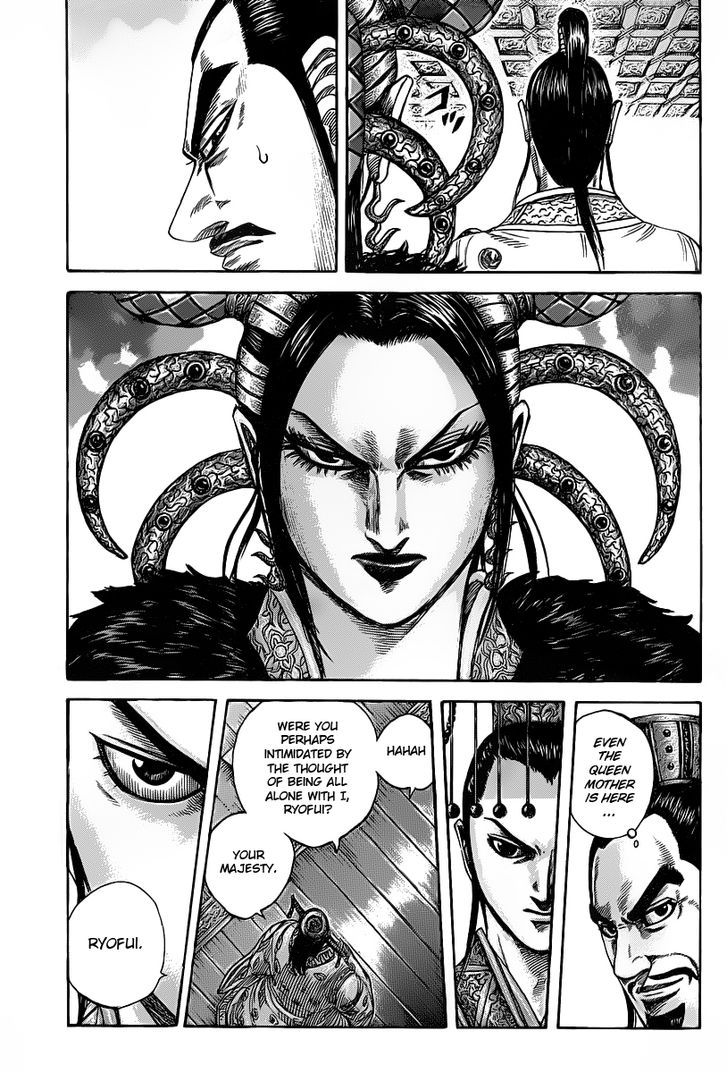 EVEN
THE
QUEEN
MOTHER
IS HERE
...
HAHAH
WERE YOU
PERHAPS
INTIMIDATED BY
THE THOUGHT
OF BEING ALL
ALONE WITH I,
RYOFUI?
YOUR
MAJESTY.
RYOFUI.